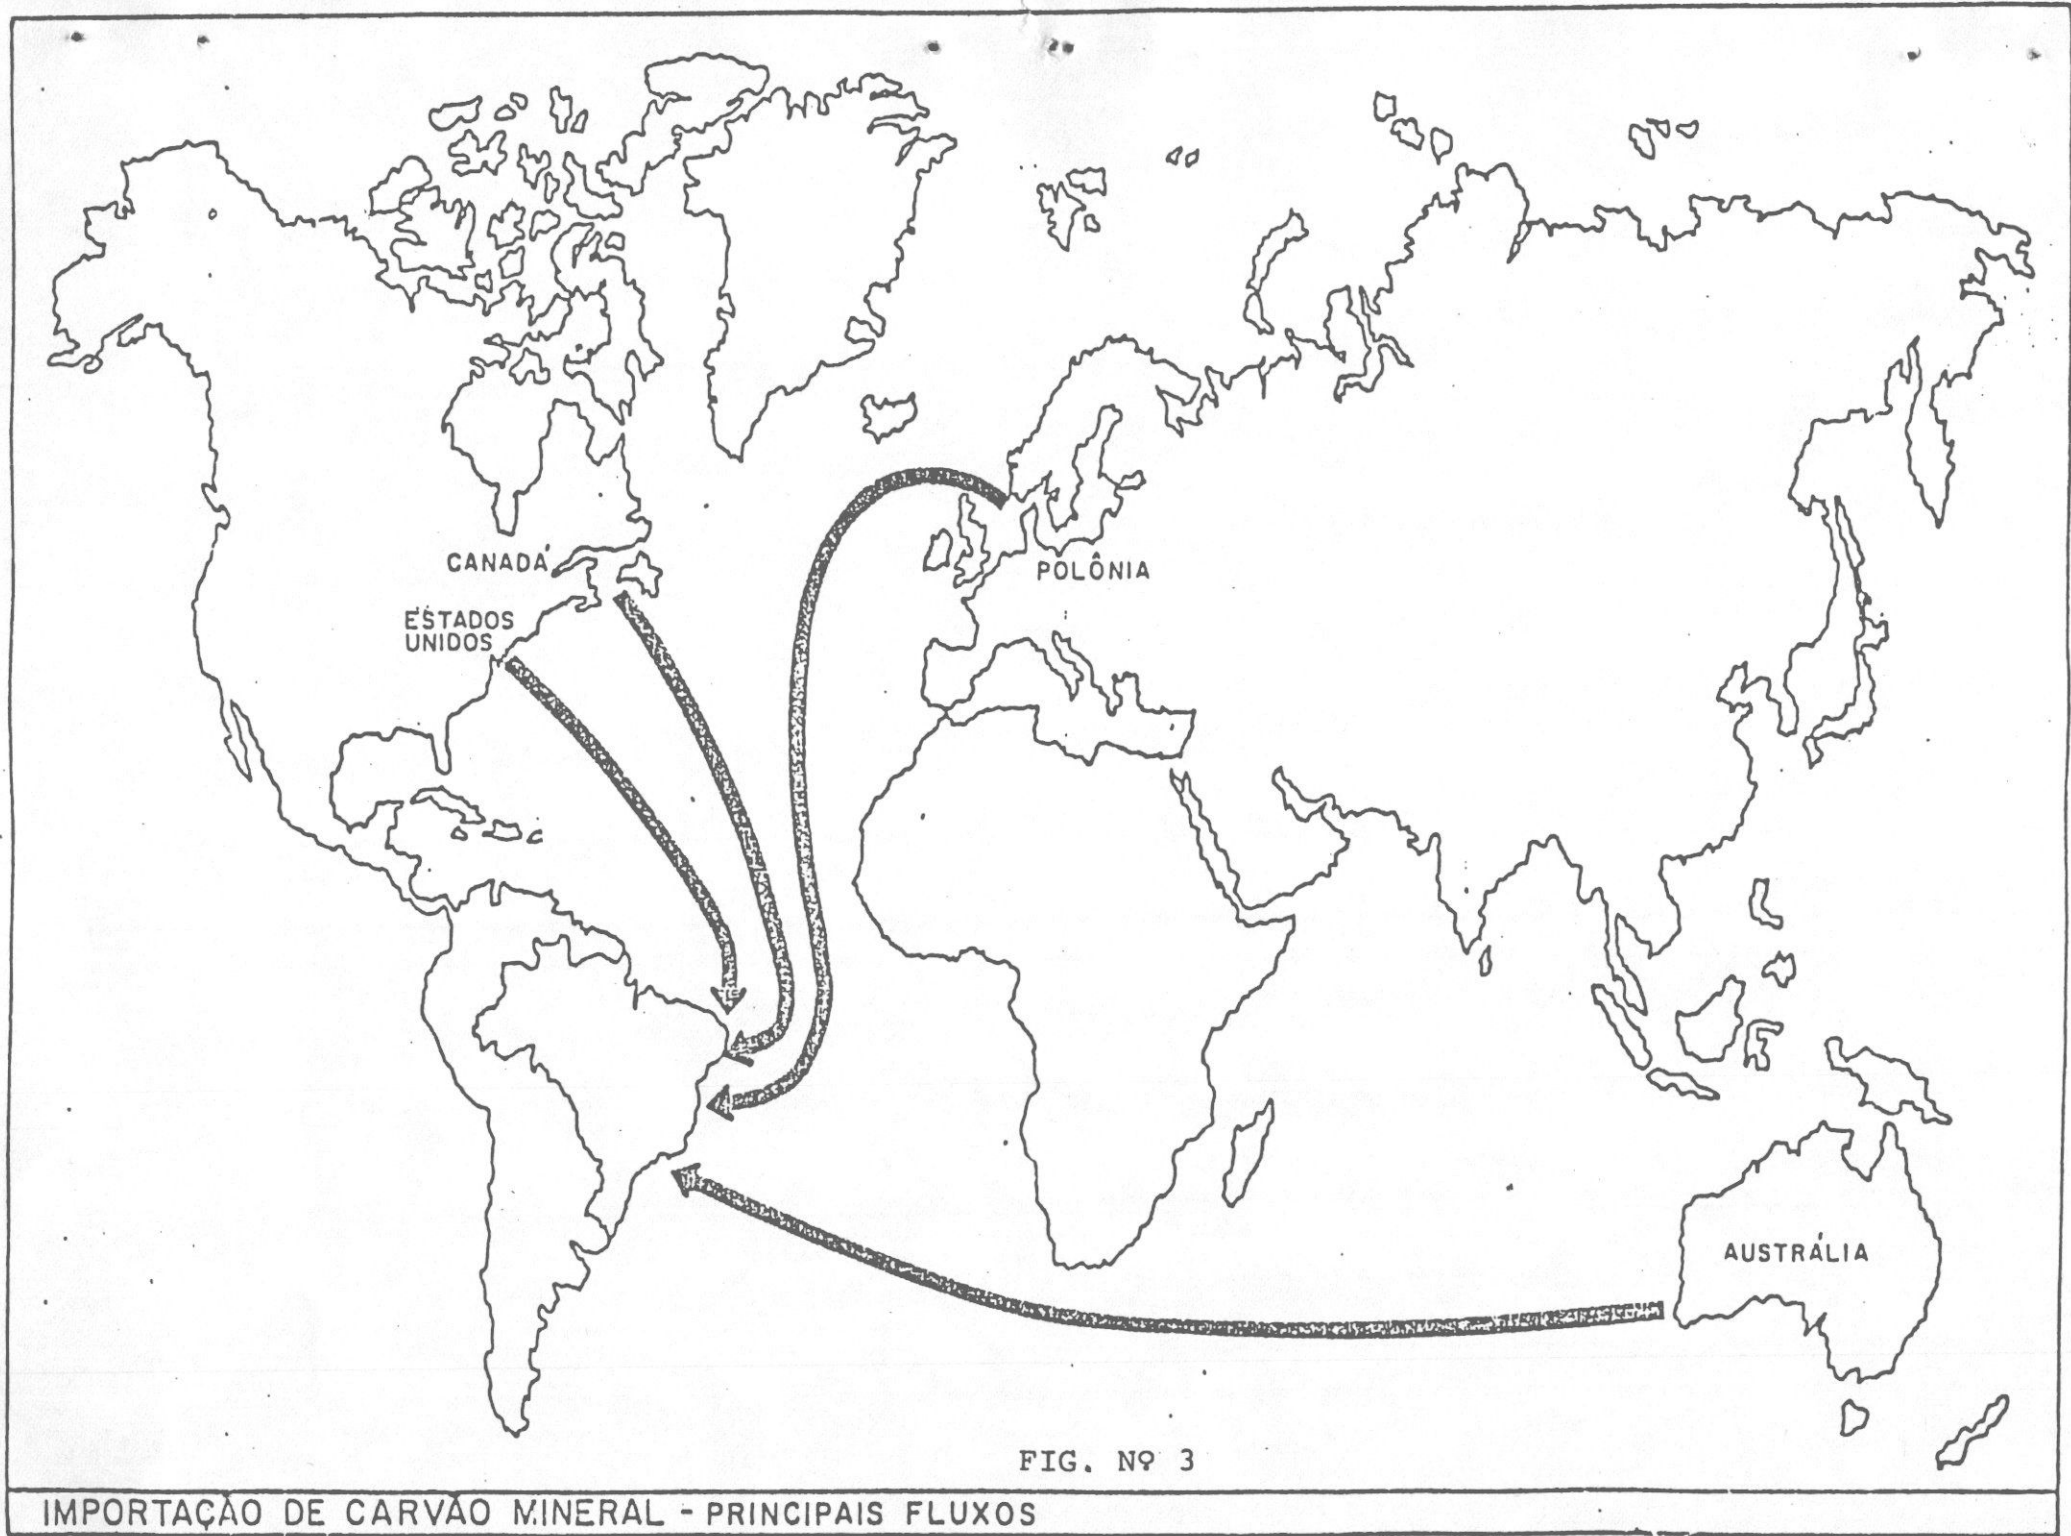 CANADÁ
ESTADOS
UNIDOS
POLÔNIA
AUSTRÁLIA
FIG. Nº 3
IMPORTAÇÃO DE CARVÃO MINERAL - PRINCIPAIS FLUXOS